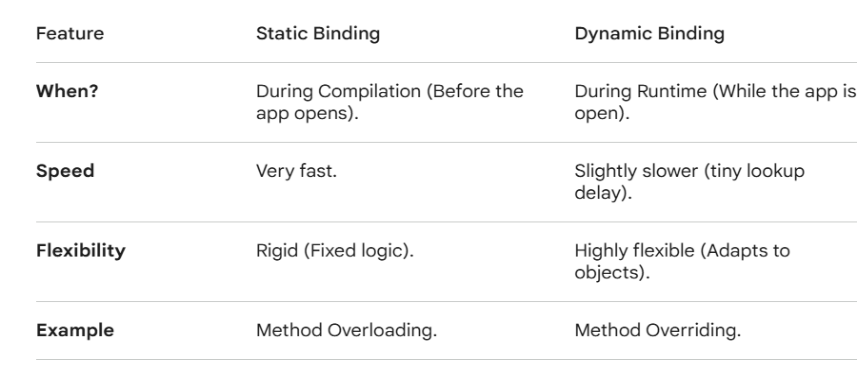 Feature Static Binding Dynamic Binding
When? During Compilation (Before the app opens). During Runtime (While the app is open).
Speed Very fast. Slightly slower (tiny lookup delay).
Flexibility Rigid (Fixed logic). Highly flexible (Adapts to objects).
Example Method Overloading. Method Overriding.